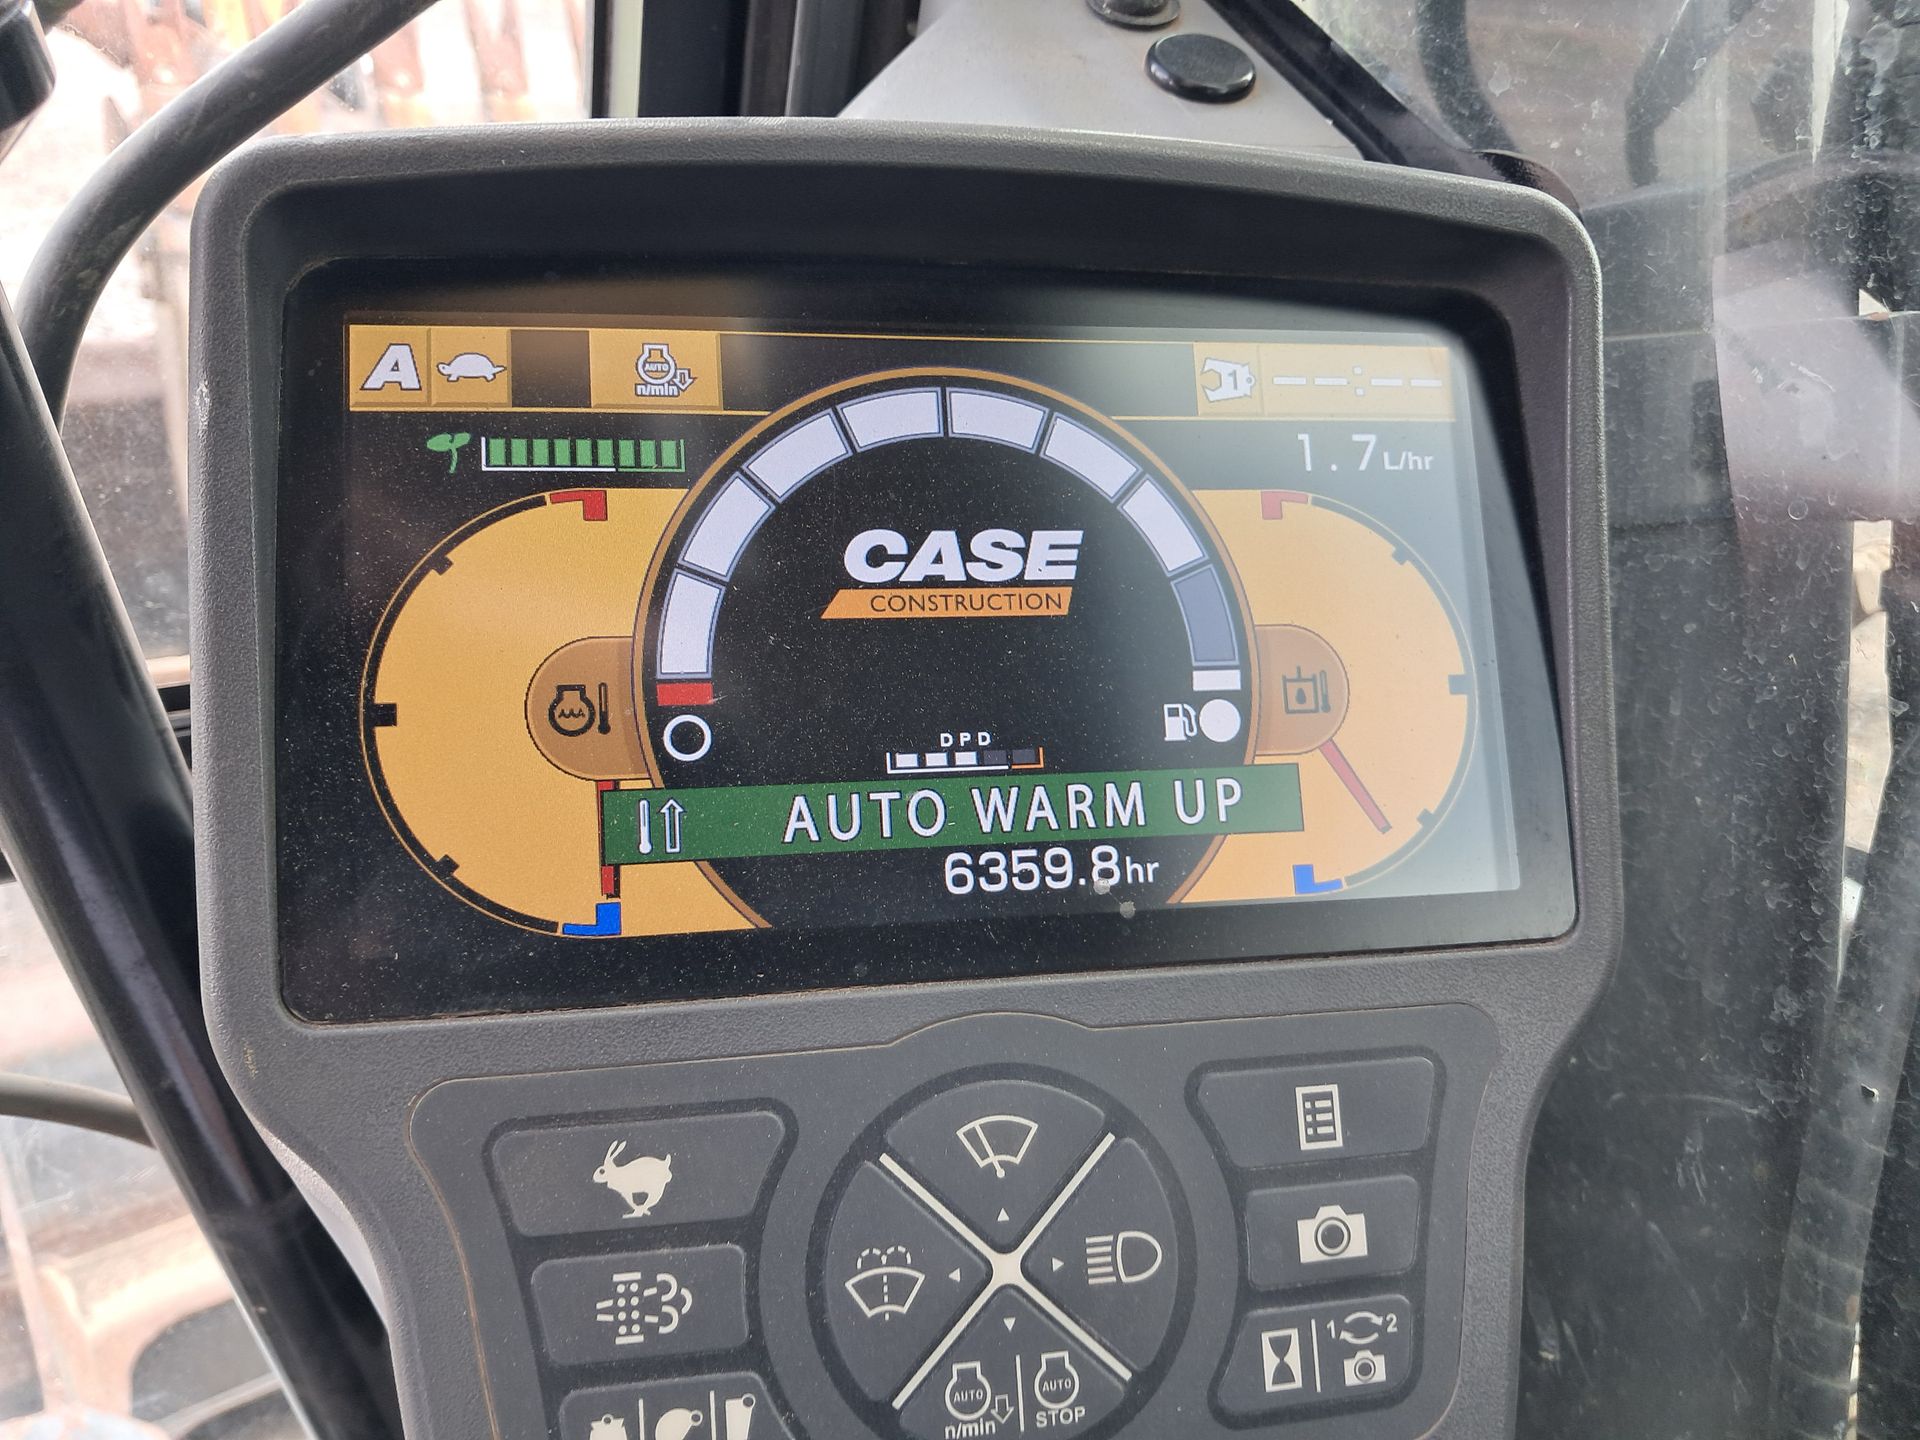 A
AUTO
n/min
1
-- -- : -- --
1.7 L/hr
CASE
CONSTRUCTION
DPD
AUTO WARM UP
6359.8hr
1 2
AUTO
n/min
AUTO
STOP